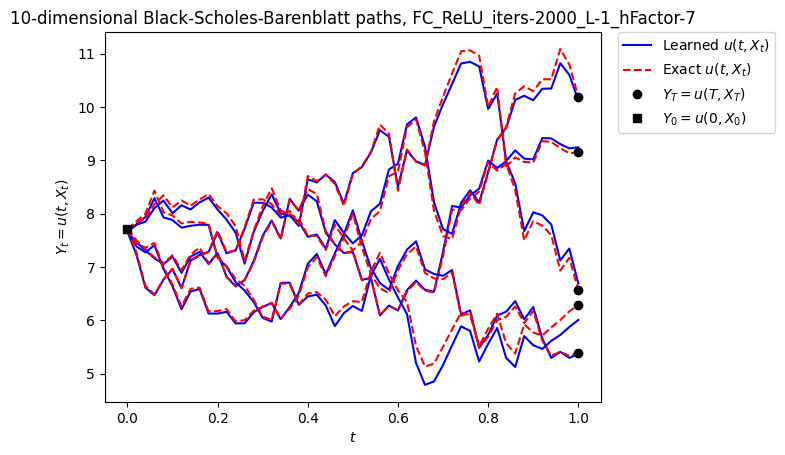 10-dimensional Black-Scholes-Barenblatt paths, FC_ReLU_iters-2000_L-1_hFactor-7
Learned u(t, X_t)
Exact u(t, X_t)
Y_T = u(T, X_T)
Y_0 = u(0, X_0)
Y_t = u(t, X_t)
11
10
9
8
7
6
5
0.0 0.2 0.4 0.6 0.8 1.0
t